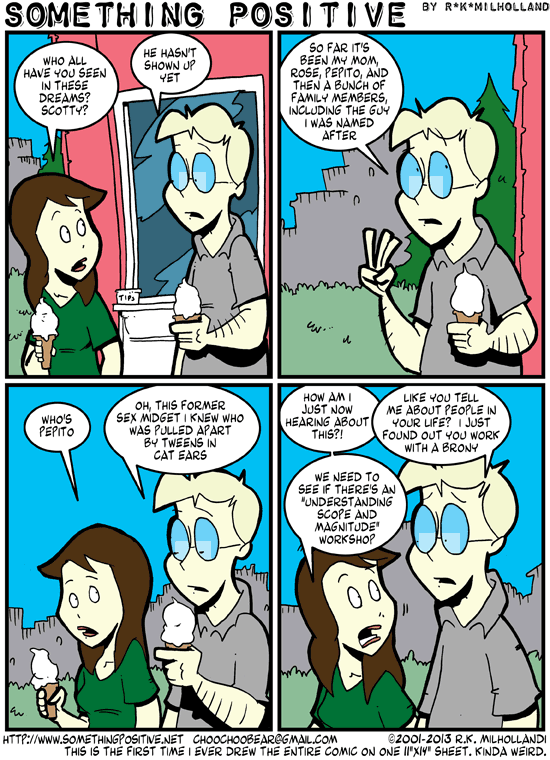 SOMETHING POSITIVE BY R*K*MILHOLLAND
WHO ALL
HAVE YOU SEEN
IN THESE
DREAMS?
SCOTTY?
HE HASN'T
SHOWN UP
YET
TIPS
SO FAR IT'S
BEEN MY MOM,
ROSE, PEPITO, AND
THEN A BUNCH OF
FAMILY MEMBERS,
INCLUDING THE GUY
I WAS NAMED
AFTER
WHO'S
PEPITO
OH, THIS FORMER
SEX MIDGET I KNEW WHO
WAS PULLED APART
BY TWEENS IN
CAT EARS
HOW AM I
JUST NOW
HEARING ABOUT
THIS?!
LIKE YOU TELL
ME ABOUT PEOPLE IN
YOUR LIFE? I JUST
FOUND OUT YOU WORK
WITH A BRONY
WE NEED TO
SEE IF THERE'S AN
"UNDERSTANDING
SCOPE AND
MAGNITUDE"
WORKSHOP
HTTP://WWW.SOMETHINGPOSITIVE.NET CHOOCHOOBEAR@GMAIL.COM ©2001-2013 R.K. MILHOLLAND!
THIS IS THE FIRST TIME I EVER DREW THE ENTIRE COMIC ON ONE 11"X14" SHEET. KINDA WEIRD.